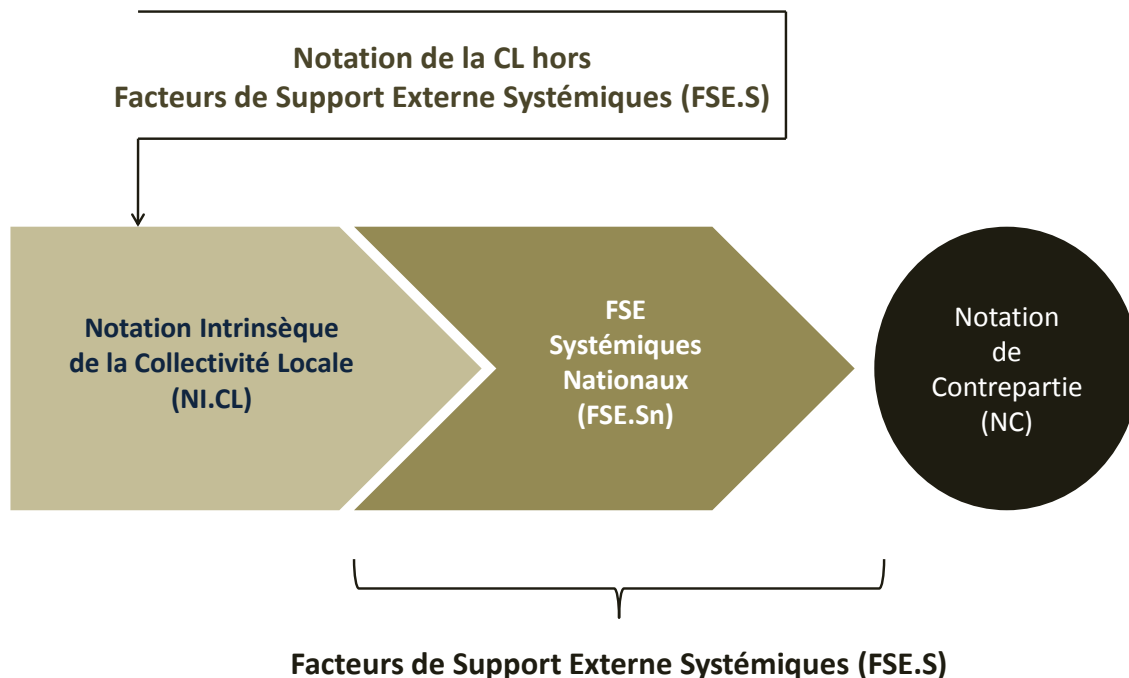 Notation de la CL hors
Facteurs de Support Externe Systémiques (FSE.S)
Notation Intrinsèque
de la Collectivité Locale
(NI.CL)
FSE
Systémiques
Nationaux
(FSE.Sn)
Notation
de
Contrepartie
(NC)
Facteurs de Support Externe Systémiques (FSE.S)